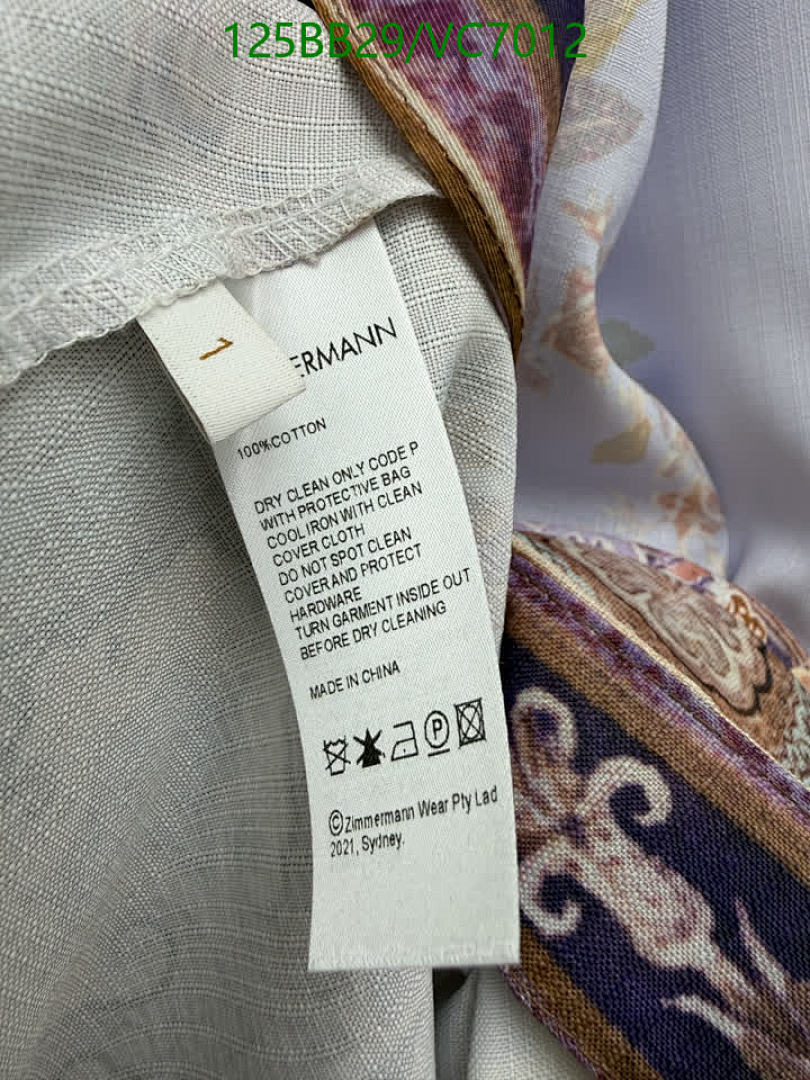 125BB29/VC7012
1
ERMANN
100%COTTON
DRY CLEAN ONLY CODE P
WITH PROTECTIVE BAG
COOL IRON WITH CLEAN
COVER CLOTH
DO NOT SPOT CLEAN
COVER AND PROTECT
HARDWARE
TURN GARMENT INSIDE OUT
BEFORE DRY CLEANING
MADE IN CHINA
P
©Zimmermann Wear Pty Lad
2021, Sydney.